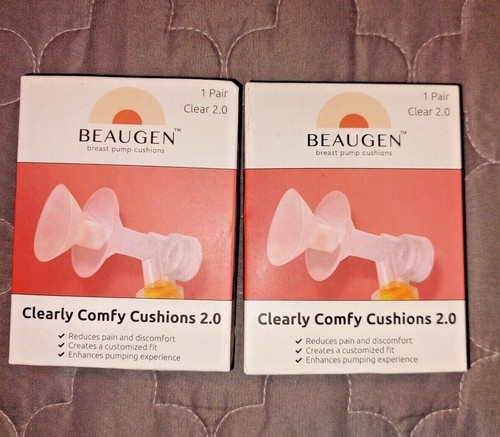 1 Pair
Clear 2.0
BEAUGEN™
breast pump cushions
Clearly Comfy Cushions 2.0
✓ Reduces pain and discomfort
✓ Creates a customized fit
✓ Enhances pumping experience
1 Pair
Clear 2.0
BEAUGEN™
breast pump cushions
Clearly Comfy Cushions 2.0
✓ Reduces pain and discomfort
✓ Creates a customized fit
✓ Enhances pumping experience